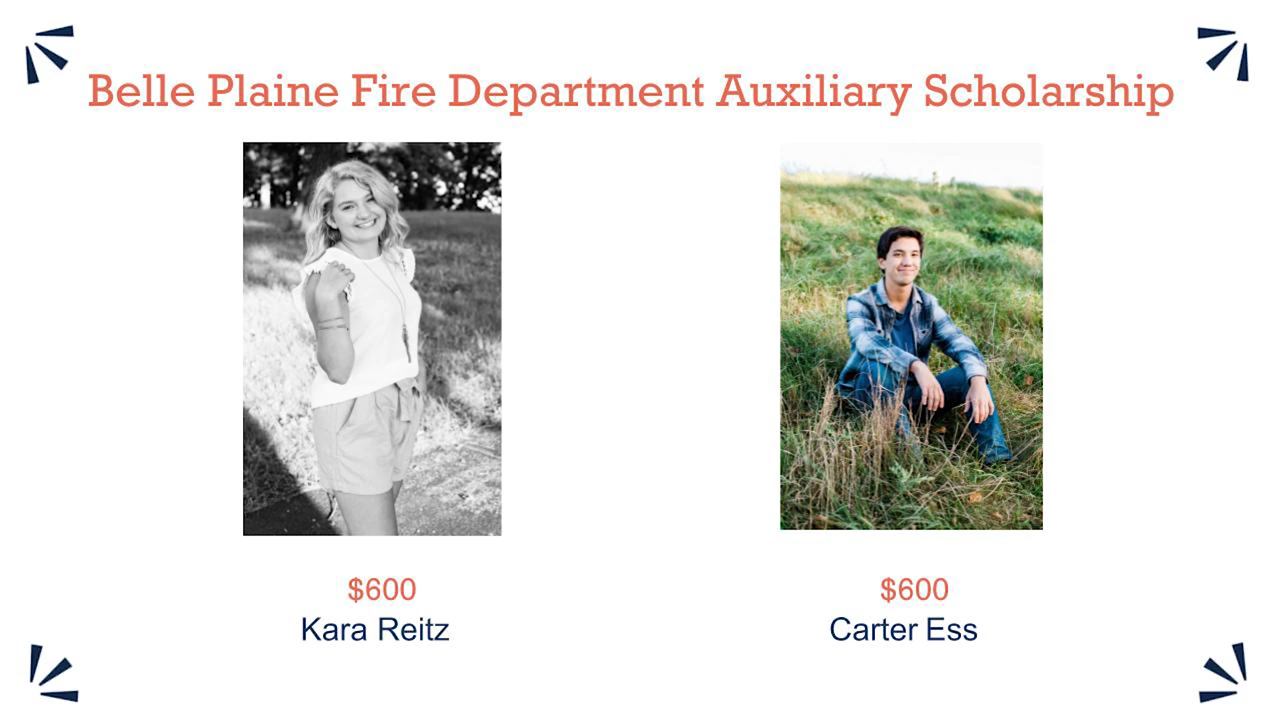 Belle Plaine Fire Department Auxiliary Scholarship
$600
Kara Reitz
$600
Carter Ess